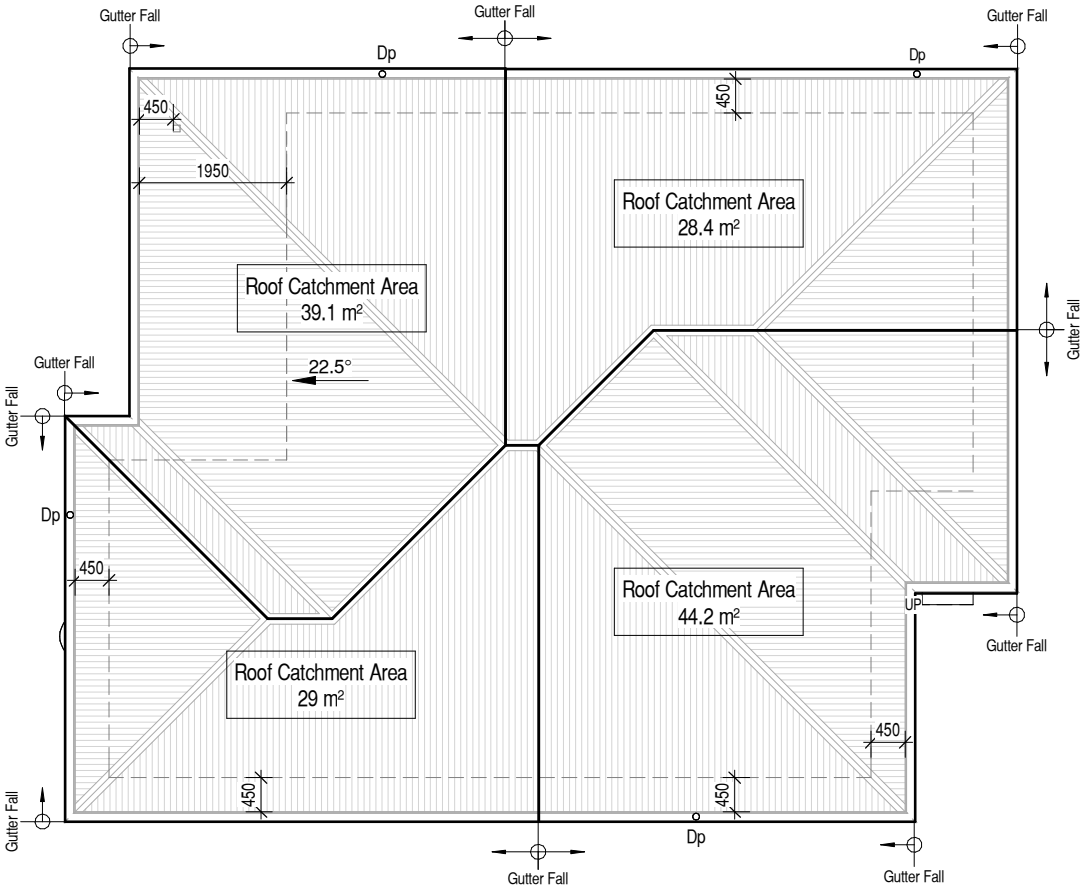 Gutter Fall
Gutter Fall
Gutter Fall
Dp
Dp
450
450
1950
Roof Catchment Area
28.4 m²
Roof Catchment Area
39.1 m²
Gutter Fall
22.5°
Gutter Fall
Gutter Fall
Dp
450
Roof Catchment Area
44.2 m²
UP
Gutter Fall
Roof Catchment Area
29 m²
450
450
450
Gutter Fall
Dp
Gutter Fall
Gutter Fall